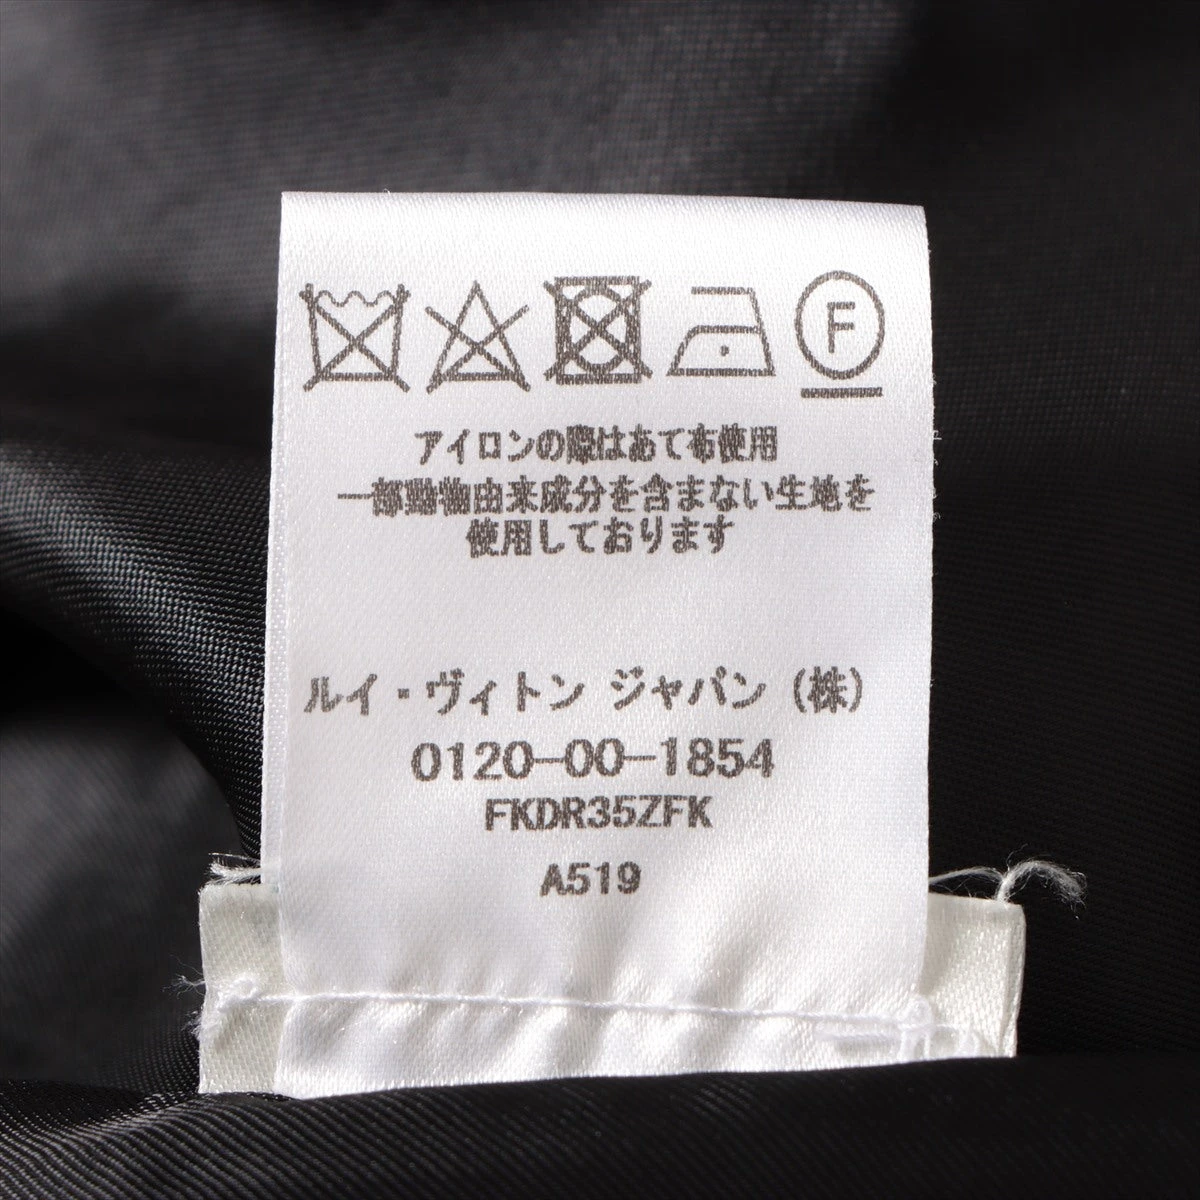 F
アイロンの際はあて布使用
一部動物由来成分を含まない生地を
使用しております
ルイ・ヴィトン ジャパン (株)
0120-00-1854
FKDR35ZFK
A519